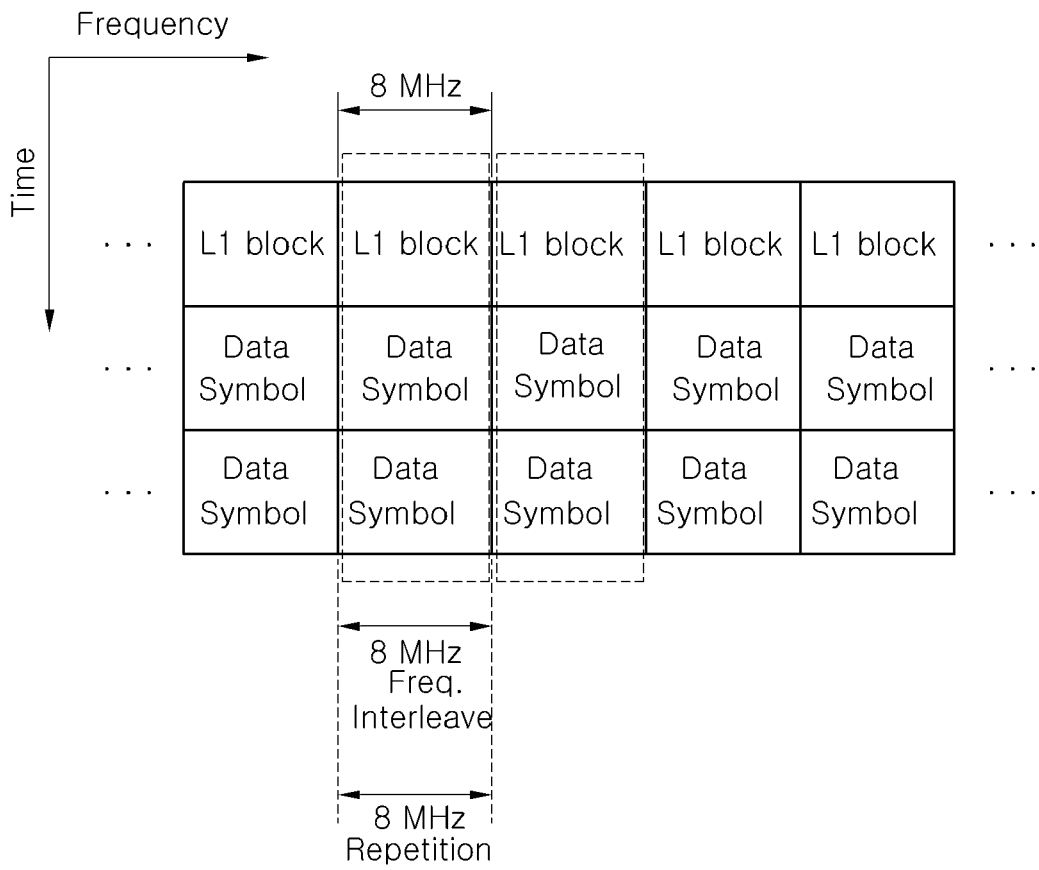 Frequency
8 MHz
Time
· · · L1 block L1 block L1 block L1 block L1 block · · ·
Data Data Data Data Data
· · · Symbol Symbol Symbol Symbol Symbol · · ·
Data Data Data Data Data
· · · Symbol Symbol Symbol Symbol Symbol · · ·
8 MHz
Freq.
Interleave
8 MHz
Repetition